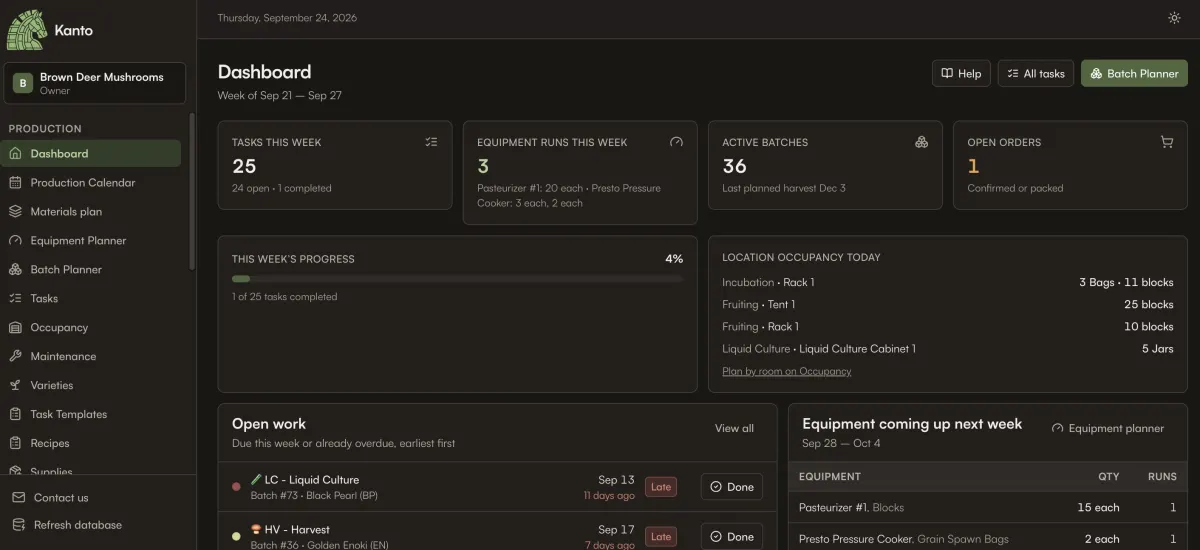 Kanto
Thursday, September 24, 2026
B
Brown Deer Mushrooms
Owner
PRODUCTION
Dashboard
Production Calendar
Materials plan
Equipment Planner
Batch Planner
Tasks
Occupancy
Maintenance
Varieties
Task Templates
Recipes
Supplies
Contact us
Refresh database
Dashboard
Week of Sep 21 — Sep 27
Help
All tasks
Batch Planner
TASKS THIS WEEK
25
24 open · 1 completed
EQUIPMENT RUNS THIS WEEK
3
Pasteurizer #1: 20 each · Presto Pressure
Cooker: 3 each, 2 each
ACTIVE BATCHES
36
Last planned harvest Dec 3
OPEN ORDERS
1
Confirmed or packed
THIS WEEK'S PROGRESS 4%
1 of 25 tasks completed
LOCATION OCCUPANCY TODAY
Incubation · Rack 1 3 Bags · 11 blocks
Fruiting · Tent 1 25 blocks
Fruiting · Rack 1 10 blocks
Liquid Culture · Liquid Culture Cabinet 1 5 Jars
Plan by room on Occupancy
Open work
Due this week or already overdue, earliest first
View all
LC - Liquid Culture
Batch #73 · Black Pearl (BP)
Sep 13
11 days ago
Late
Done
HV - Harvest
Batch #36 · Golden Enoki (EN)
Sep 17
7 days ago
Late
Done
Equipment coming up next week
Sep 28 — Oct 4
Equipment planner
EQUIPMENT QTY RUNS
Pasteurizer #1, Blocks 15 each 1
Presto Pressure Cooker, Grain Spawn Bags 2 each 1